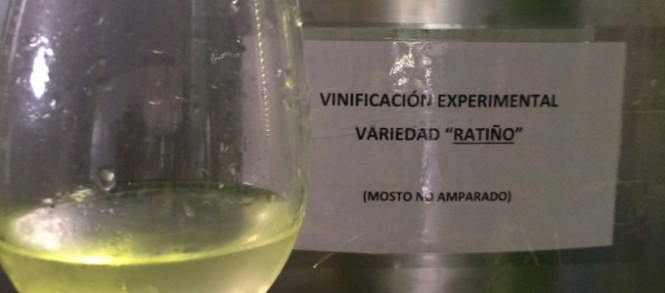 VINIFICACIÓN EXPERIMENTAL
VARIEDAD “RATIÑO”
(MOSTO NO AMPARADO)